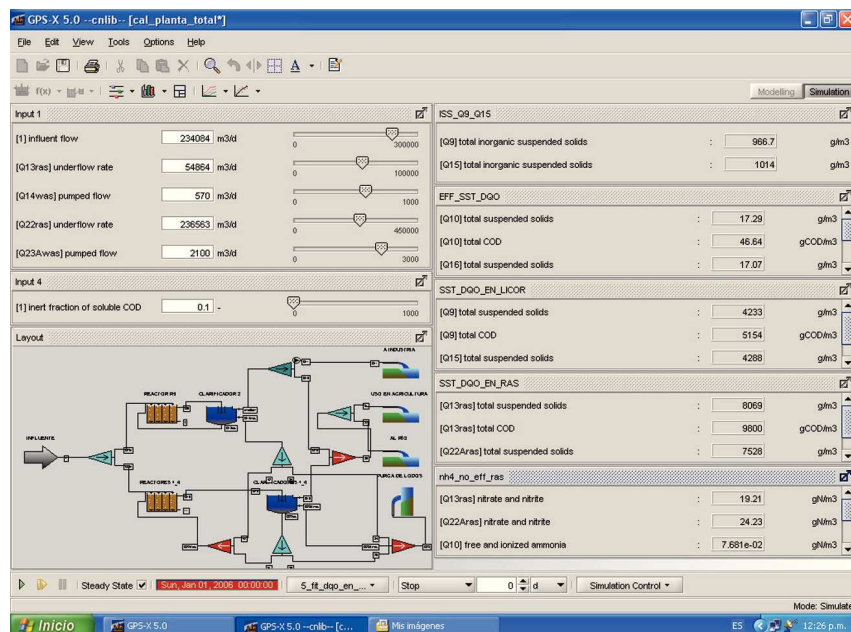 GPS-X 5.0 --cnlib-- [cal_planta_total*]
File Edit View Tools Options Help
f(x)
A
Modelling Simulation
Input 1
[1] influent flow 234084 m3/d 0 300000
[Q13ras] underflow rate 54864 m3/d 0 100000
[Q14was] pumped flow 570 m3/d 0 1000
[Q22ras] underflow rate 236563 m3/d 0 450000
[Q23Awas] pumped flow 2100 m3/d 0 3000
Input 4
[1] inert fraction of soluble COD 0.1 - 0 1000
Layout
A INDUSTRIA
REACTOR #5 CLARIFICADOR 2 USO EN AGRICULTURA
INFLUENTE AL RÍO
REACTORES 1_4 CLARIFICADOR 1_4 PURGA DE LODOS
ISS_Q9_Q15
[Q9] total inorganic suspended solids : 966.7 g/m3
[Q15] total inorganic suspended solids : 1014 g/m3
EFF_SST_DQO
[Q10] total suspended solids : 17.29 g/m3
[Q10] total COD : 46.64 gCOD/m3
[Q16] total suspended solids : 17.07 g/m3
SST_DQO_EN_LICOR
[Q9] total suspended solids : 4233 g/m3
[Q9] total COD : 5154 gCOD/m3
[Q15] total suspended solids : 4288 g/m3
SST_DQO_EN_RAS
[Q13ras] total suspended solids : 8069 g/m3
[Q13ras] total COD : 9800 gCOD/m3
[Q22Aras] total suspended solids : 7528 g/m3
nh4_no_eff_ras
[Q13ras] nitrate and nitrite : 19.21 gN/m3
[Q22Aras] nitrate and nitrite : 24.23 gN/m3
[Q10] free and ionized ammonia : 7.681e-02 gN/m3
Steady State Sun, Jan 01, 2006 00:00:00 5_fit_dqo_en_... Stop 0 d Simulation Control
Mode: Simulate
Inicio GPS-X 5.0 GPS-X 5.0 --cnlib-- [c... Mis imágenes ES 12:26 p.m.